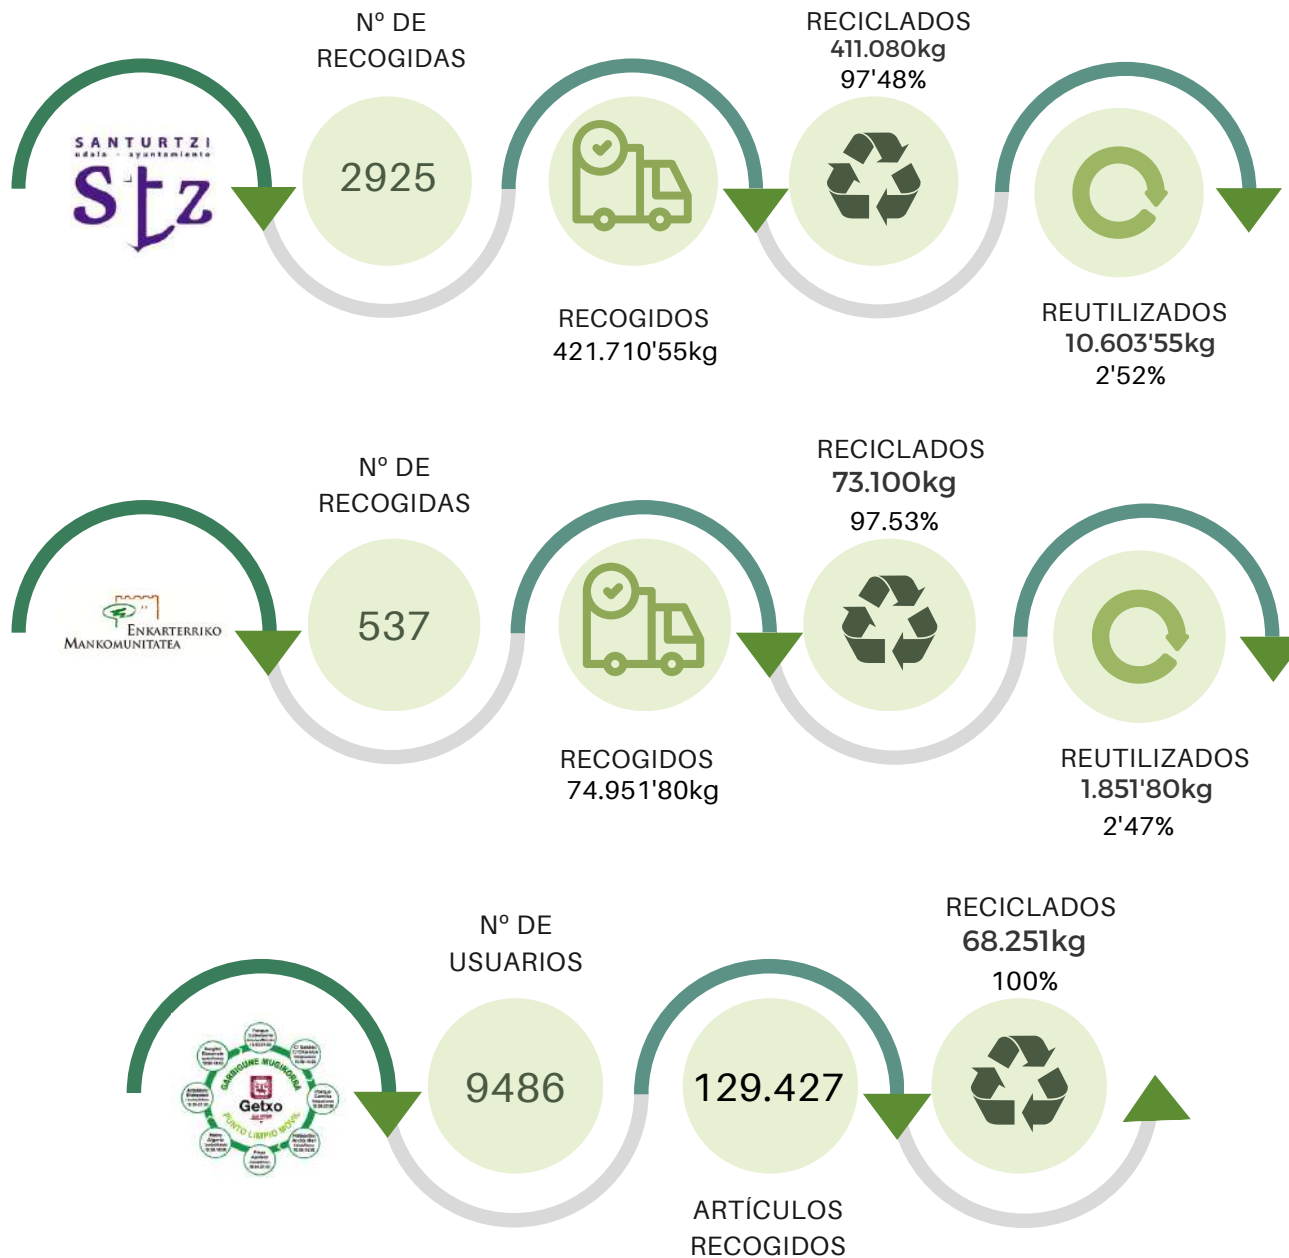 SANTURTZI
udala - ayuntamiento
Stz
Nº DE
RECOGIDAS
2925
RECOGIDOS
421.710'55kg
RECICLADOS
411.080kg
97'48%
REUTILIZADOS
10.603'55kg
2'52%
ENKARTERRIKO
MANKOMUNITATEA
Nº DE
RECOGIDAS
537
RECOGIDOS
74.951'80kg
RECICLADOS
73.100kg
97.53%
REUTILIZADOS
1.851'80kg
2'47%
GARBIGUNE MUGIKORRA
Getxo
PUNTO LIMPIO MÓVIL
Nº DE
USUARIOS
9486
129.427
ARTÍCULOS
RECOGIDOS
RECICLADOS
68.251kg
100%